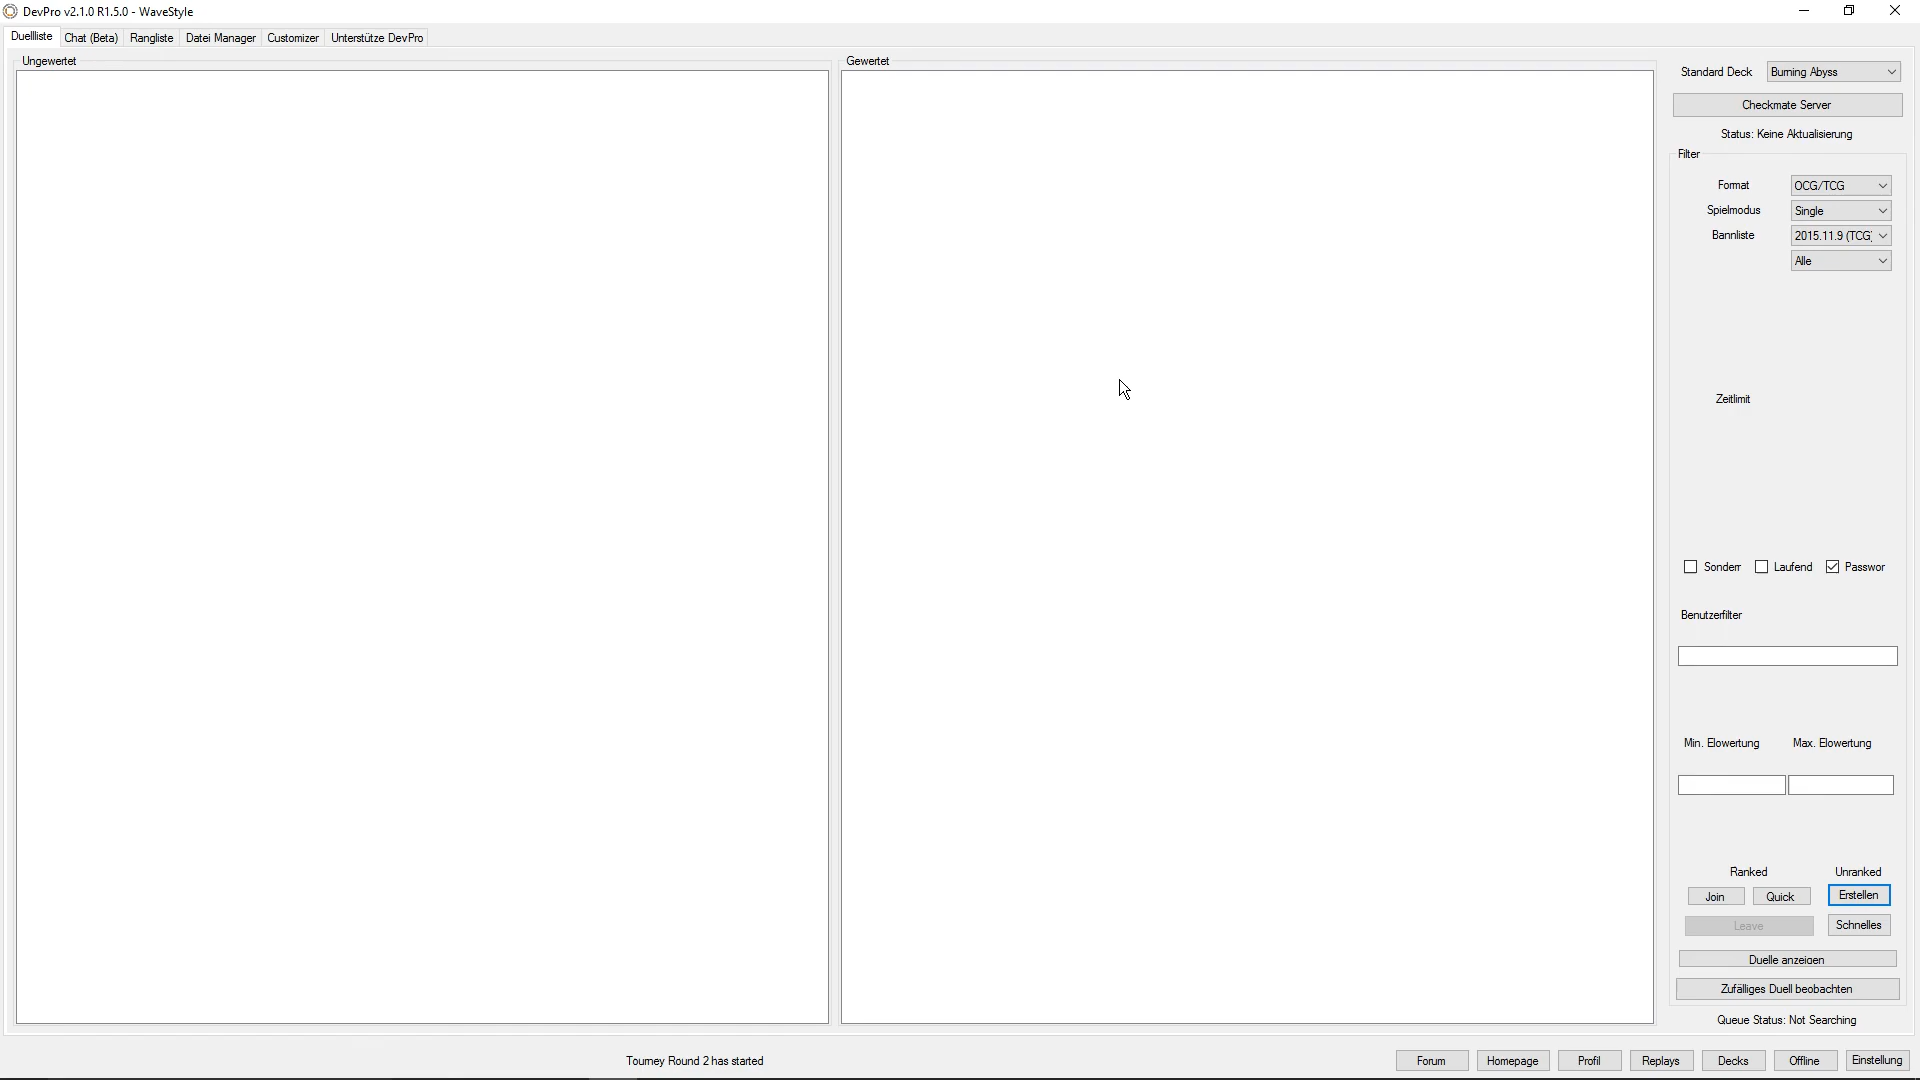 DevPro v2.1.0 R1.5.0 - WaveStyle
Duellliste Chat (Beta) Rangliste Datei Manager Customizer Unterstütze DevPro
Ungewertet
Gewertet
Standard Deck Burning Abyss
Checkmate Server
Status: Keine Aktualisierung
Filter
Format OCG/TCG
Spielmodus Single
Bannliste 2015.11.9 (TCG)
Alle
Zeitlimit
Sonderr Laufend Passwor
Benutzerfilter
Min. Elowertung Max. Elowertung
Ranked Unranked
Join Quick Erstellen
Leave Schnelles
Duelle anzeigen
Zufälliges Duell beobachten
Queue Status: Not Searching
Tourney Round 2 has started
Forum Homepage Profil Replays Decks Offline Einstellung